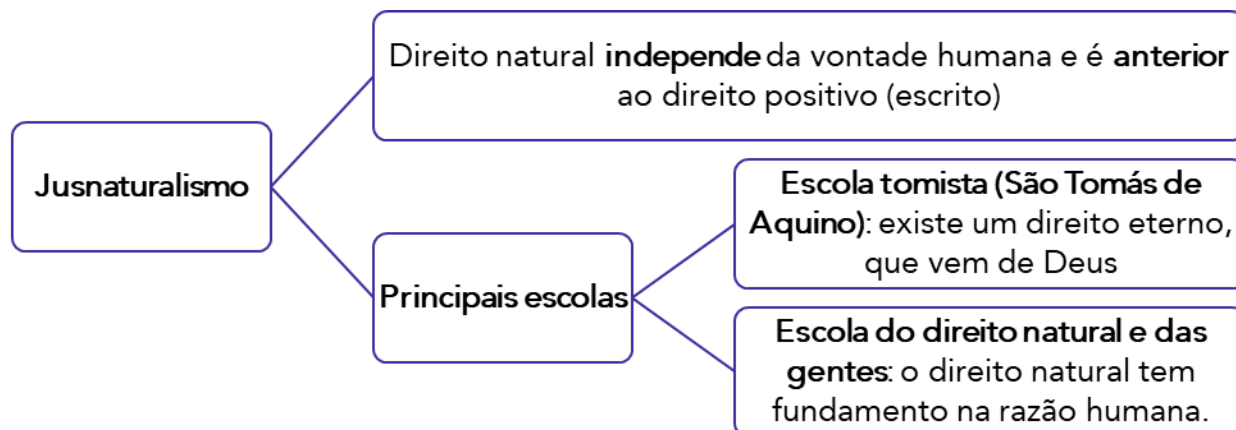 Direito natural independe da vontade humana e é anterior
ao direito positivo (escrito)
Jusnaturalismo
Escola tomista (São Tomás de
Aquino): existe um direito eterno,
que vem de Deus
Principais escolas
Escola do direito natural e das
gentes: o direito natural tem
fundamento na razão humana.